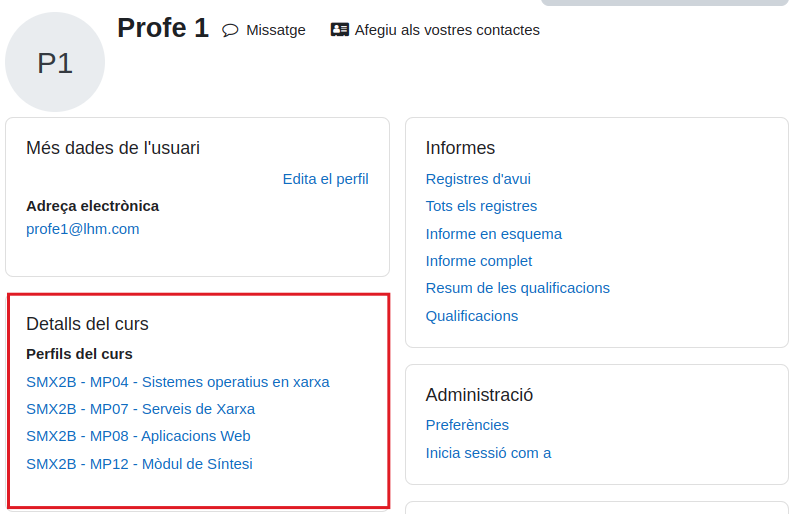 P1
Profe 1 Missatge Afegiu als vostres contactes
Més dades de l'usuari
Edita el perfil
Adreça electrònica
profe1@lhm.com
Detalls del curs
Perfils del curs
SMX2B - MP04 - Sistemes operatius en xarxa
SMX2B - MP07 - Serveis de Xarxa
SMX2B - MP08 - Aplicacions Web
SMX2B - MP12 - Mòdul de Síntesi
Informes
Registres d'avui
Tots els registres
Informe en esquema
Informe complet
Resum de les qualificacions
Qualificacions
Administració
Preferències
Inicia sessió com a